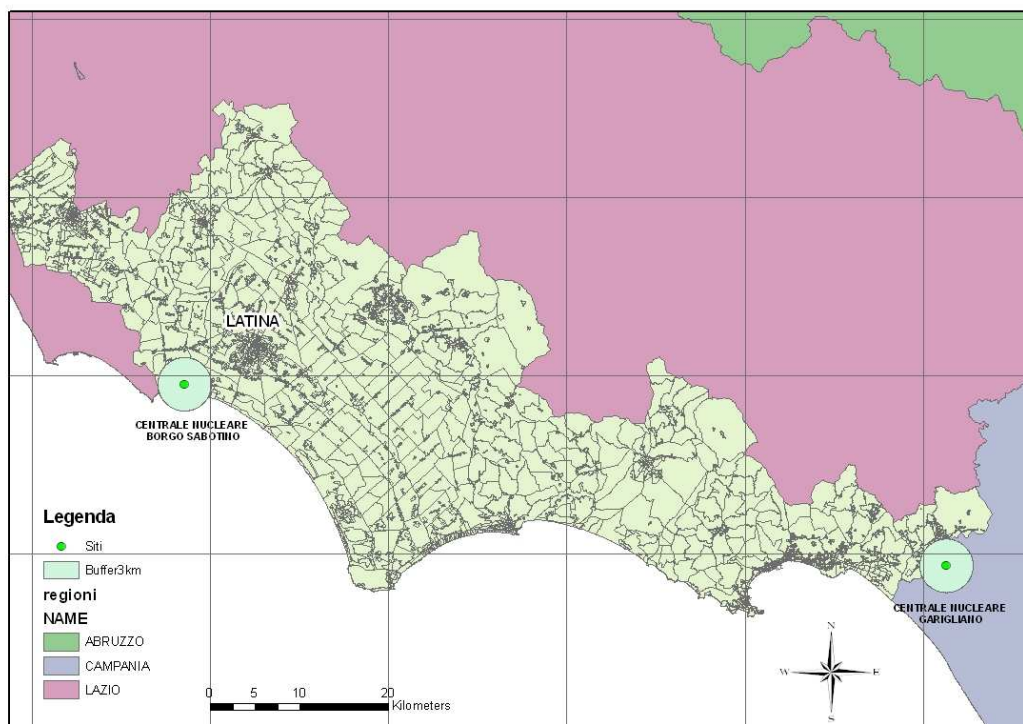 LATINA
CENTRALE NUCLEARE
BORGO SABOTINO
CENTRALE NUCLEARE
GARIGLIANO
Legenda
Siti
Buffer3km
regioni
NAME
ABRUZZO
CAMPANIA
LAZIO
0 5 10 20
Kilometers
N
W E
S